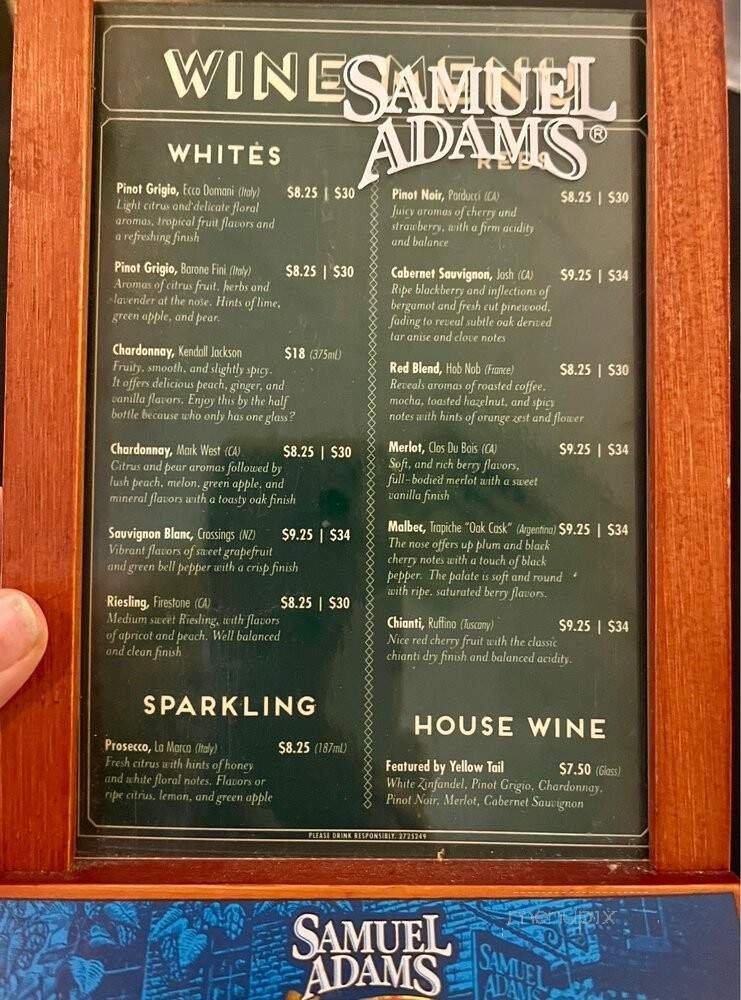 WINE MENU
SAMUEL
ADAMS®
WHITES
Pinot Grigio, Ecco Domani (Italy) $8.25 | $30
Light citrus and delicate floral
aromas, tropical fruit flavors and
a refreshing finish
Pinot Grigio, Barone Fini (Italy) $8.25 | $30
Aromas of citrus fruit, herbs and
lavender at the nose. Hints of lime,
green apple, and pear.
Chardonnay, Kendall Jackson $18 (375mL)
Fruity, smooth, and slightly spicy.
It offers delicious peach, ginger, and
vanilla flavors. Enjoy this by the half
bottle because who only has one glass?
Chardonnay, Mark West (CA) $8.25 | $30
Citrus and pear aromas followed by
lush peach, melon, green apple, and
mineral flavors with a toasty oak finish
Sauvignon Blanc, Crossings (NZ) $9.25 | $34
Vibrant flavors of sweet grapefruit
and green bell pepper with a crisp finish
Riesling, Firestone (CA) $8.25 | $30
Medium sweet Riesling, with flavors
of apricot and peach. Well balanced
and clean finish
SPARKLING
Prosecco, La Marca (Italy) $8.25 (187mL)
Fresh citrus with hints of honey
and white floral notes. Flavors or
ripe citrus, lemon, and green apple
REDS
Pinot Noir, Parducci (CA) $8.25 | $30
Juicy aromas of cherry and
strawberry, with a firm acidity
and balance
Cabernet Sauvignon, Josh (CA) $9.25 | $34
Ripe blackberry and inflections of
bergamot and fresh cut pinewood,
fading to reveal subtle oak derived
tar anise and clove notes
Red Blend, Hob Nob (France) $8.25 | $30
Reveals aromas of roasted coffee,
mocha, toasted hazelnut, and spicy
notes with hints of orange zest and flower
Merlot, Clos Du Bois (CA) $9.25 | $34
Soft, and rich berry flavors,
full-bodied merlot with a sweet
vanilla finish
Malbec, Trapiche "Oak Cask" (Argentina) $9.25 | $34
The nose offers up plum and black
cherry notes with a touch of black
pepper. The palate is soft and round
with ripe, saturated berry flavors.
Chianti, Ruffino (Tuscany) $9.25 | $34
Nice red cherry fruit with the classic
chianti dry finish and balanced acidity.
HOUSE WINE
Featured by Yellow Tail $7.50 (Glass)
White Zinfandel, Pinot Grigio, Chardonnay,
Pinot Noir, Merlot, Cabernet Sauvignon
PLEASE DRINK RESPONSIBLY. 2725249
menupix
SAMUEL
ADAMS
SAMUEL
ADAMS